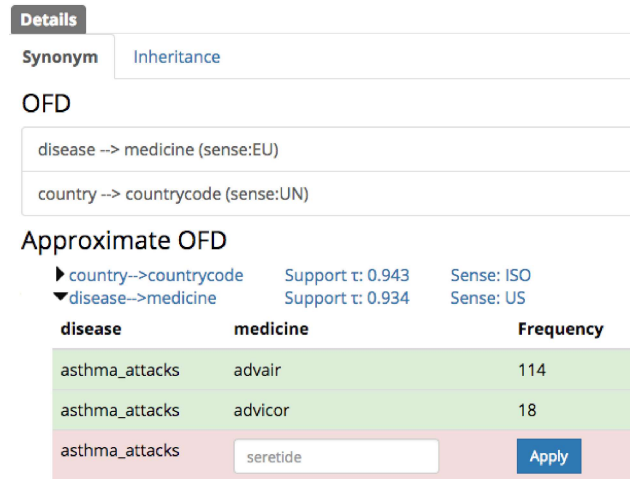 Details
Synonym Inheritance
OFD
disease --> medicine (sense:EU)
country --> countrycode (sense:UN)
Approximate OFD
country-->countrycode Support τ: 0.943 Sense: ISO
disease-->medicine Support τ: 0.934 Sense: US
disease medicine Frequency
asthma_attacks advair 114
asthma_attacks advicor 18
asthma_attacks seretide Apply